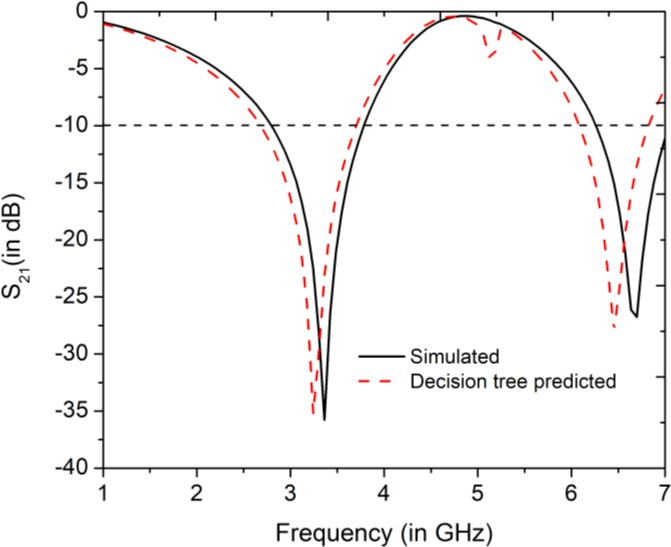 0
-5
-10
-15
-20
-25
-30
-35
-40
S21(in dB)
Simulated
Decision tree predicted
1 2 3 4 5 6 7
Frequency (in GHz)